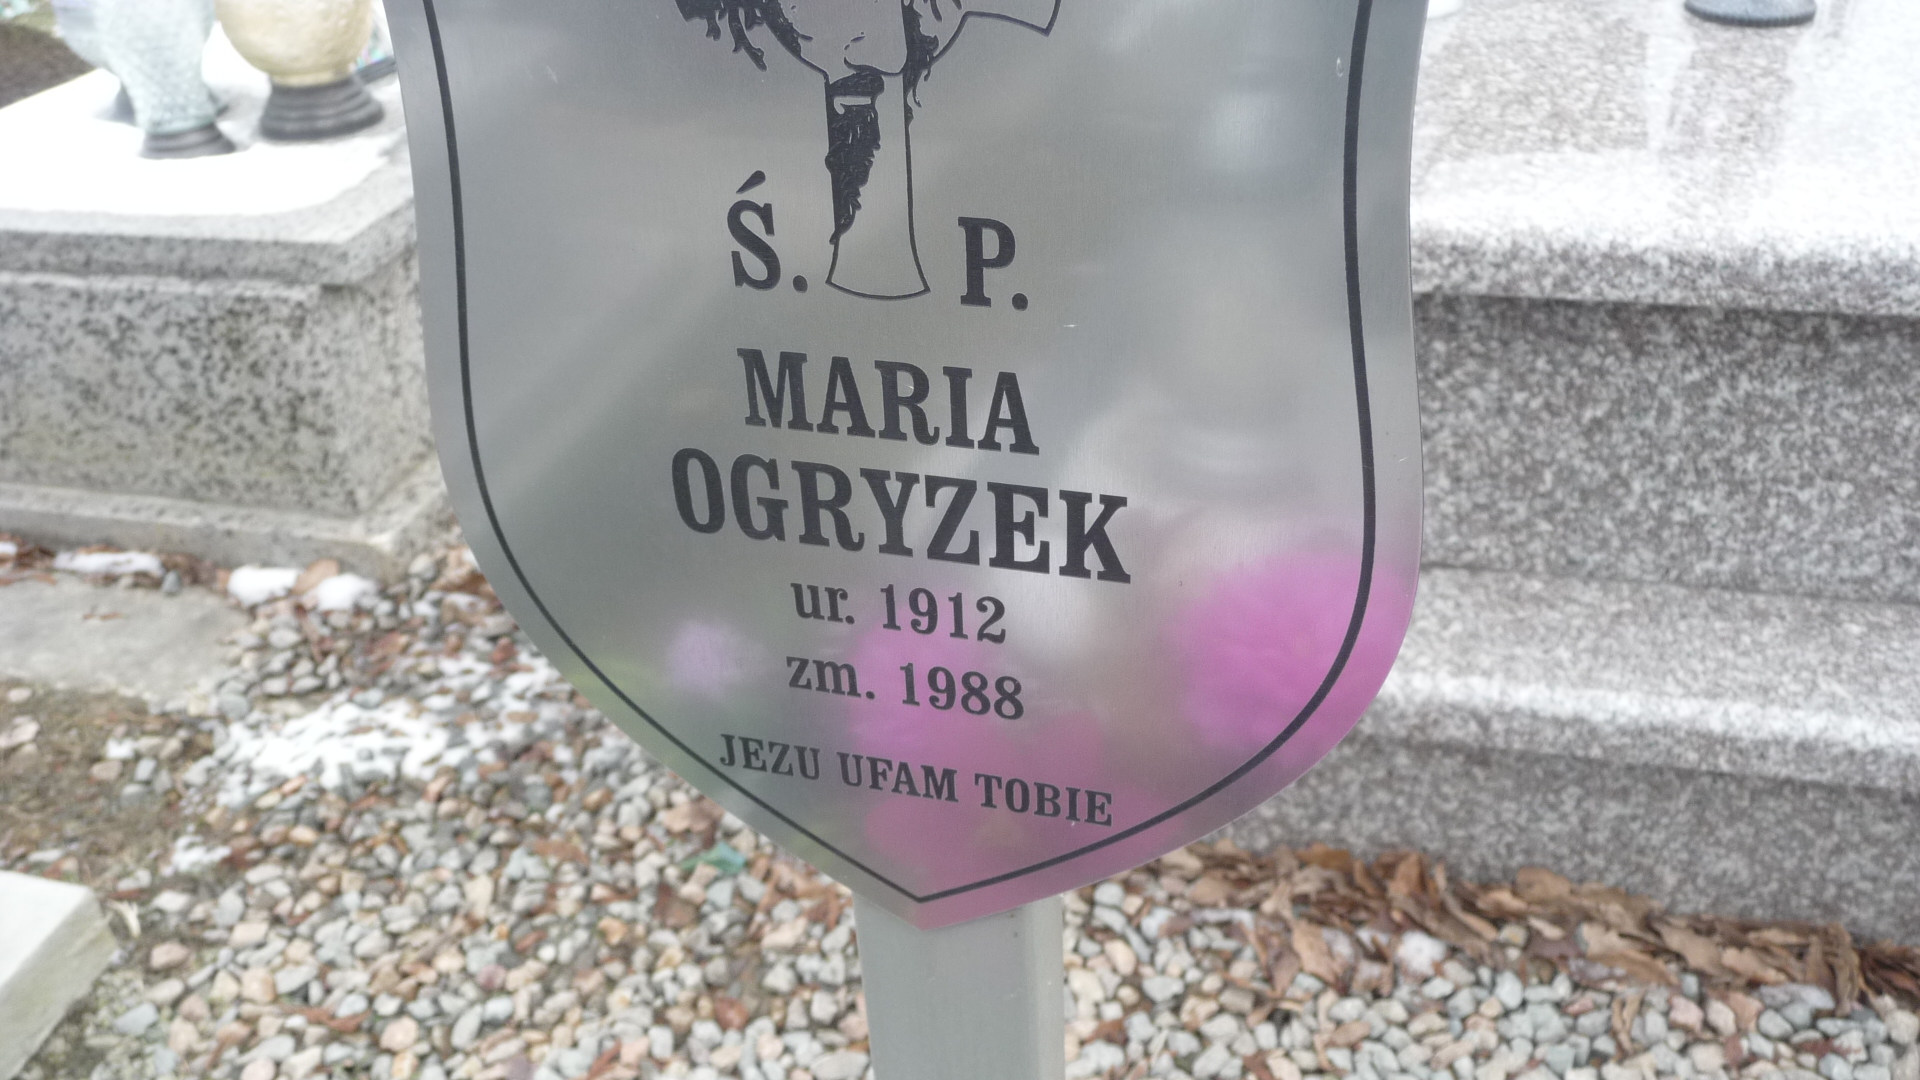 Ś. P.
MARIA
OGRYZEK
ur. 1912
zm. 1988
JEZU UFAM TOBIE